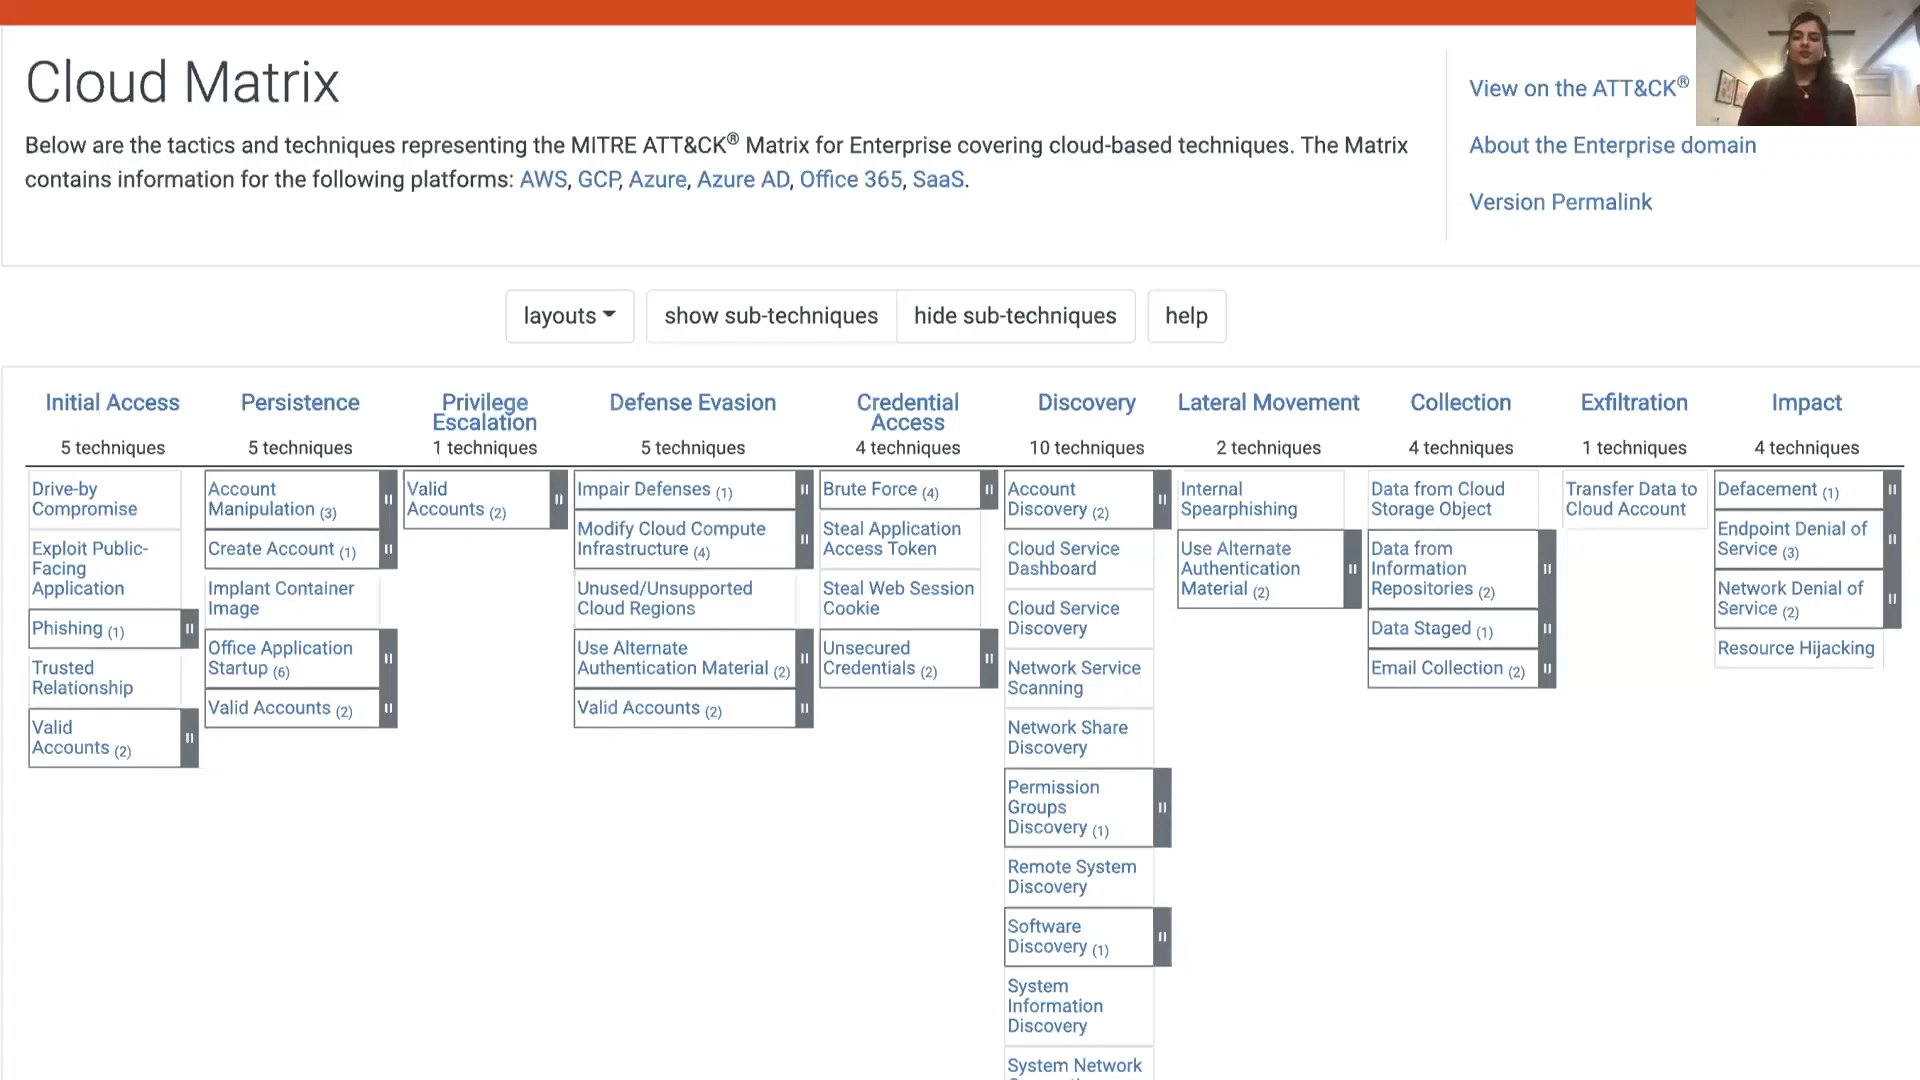 Cloud Matrix
Below are the tactics and techniques representing the MITRE ATT&CK® Matrix for Enterprise covering cloud-based techniques. The Matrix
contains information for the following platforms: AWS, GCP, Azure, Azure AD, Office 365, SaaS.
View on the ATT&CK®
About the Enterprise domain
Version Permalink
layouts
show sub-techniques
hide sub-techniques
help
Initial Access
5 techniques
Drive-by
Compromise
Exploit Public-
Facing
Application
Phishing (1)
Trusted
Relationship
Valid
Accounts (2)
Persistence
5 techniques
Account
Manipulation (3)
Create Account (1)
Implant Container
Image
Office Application
Startup (6)
Valid Accounts (2)
Privilege
Escalation
1 techniques
Valid
Accounts (2)
Defense Evasion
5 techniques
Impair Defenses (1)
Modify Cloud Compute
Infrastructure (4)
Unused/Unsupported
Cloud Regions
Use Alternate
Authentication Material (2)
Valid Accounts (2)
Credential
Access
4 techniques
Brute Force (4)
Steal Application
Access Token
Steal Web Session
Cookie
Unsecured
Credentials (2)
Discovery
10 techniques
Account
Discovery (2)
Cloud Service
Dashboard
Cloud Service
Discovery
Network Service
Scanning
Network Share
Discovery
Permission
Groups
Discovery (1)
Remote System
Discovery
Software
Discovery (1)
System
Information
Discovery
System Network
Lateral Movement
2 techniques
Internal
Spearphishing
Use Alternate
Authentication
Material (2)
Collection
4 techniques
Data from Cloud
Storage Object
Data from
Information
Repositories (2)
Data Staged (1)
Email Collection (2)
Exfiltration
1 techniques
Transfer Data to
Cloud Account
Impact
4 techniques
Defacement (1)
Endpoint Denial of
Service (3)
Network Denial of
Service (2)
Resource Hijacking